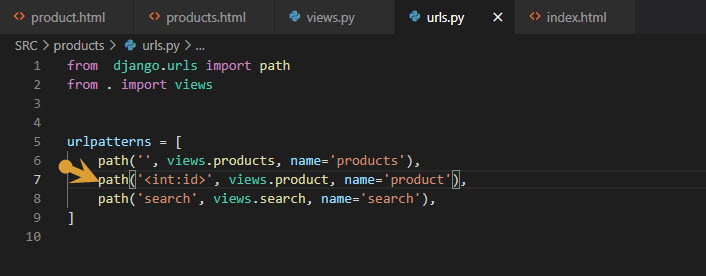 <> product.html <> products.html views.py urls.py × <> index.html
SRC > products > urls.py > ...
1 from  django.urls import path
2 from . import views
3
4
5 urlpatterns = [
6     path('', views.products, name='products'),
7     path('<int:id>', views.product, name='product'),
8     path('search', views.search, name='search'),
9 ]
10